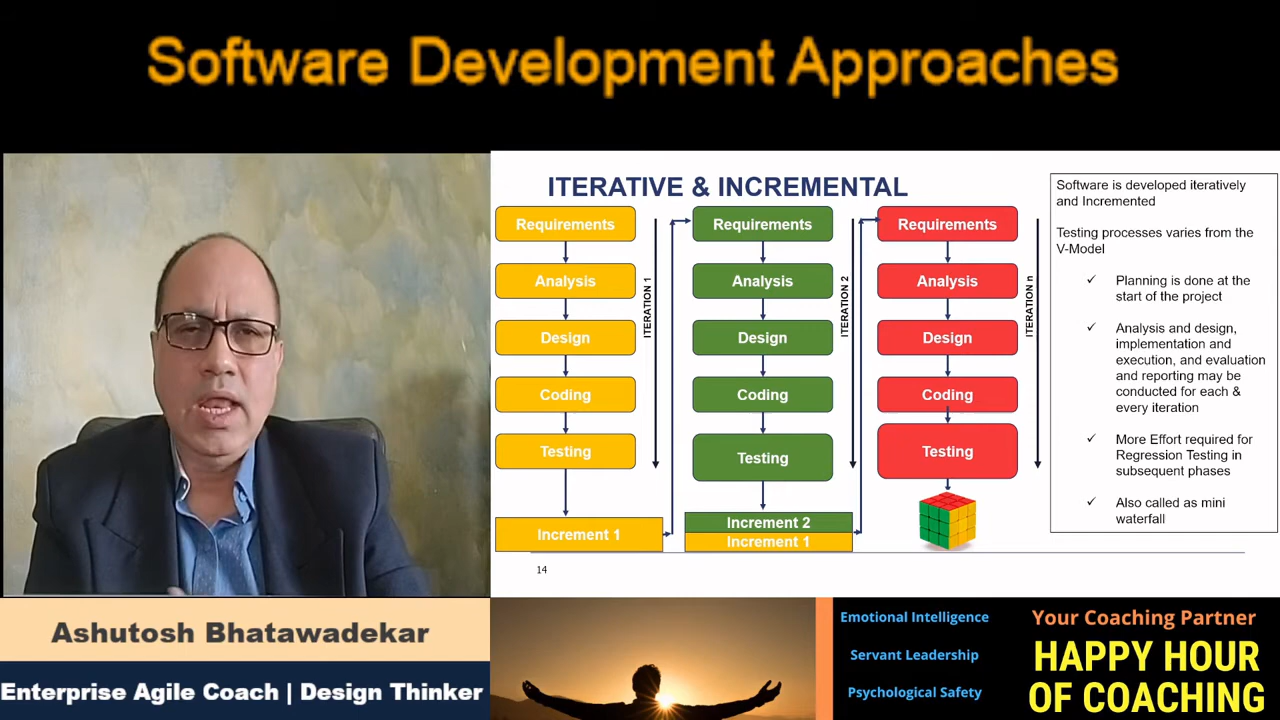 Software Development Approaches
ITERATIVE & INCREMENTAL
Requirements
Analysis
Design
Coding
Testing
Increment 1
ITERATION 1
Requirements
Analysis
Design
Coding
Testing
Increment 2
Increment 1
ITERATION 2
Requirements
Analysis
Design
Coding
Testing
ITERATION n
Software is developed iteratively
and Incremented
Testing processes varies from the
V-Model
✓ Planning is done at the
start of the project
✓ Analysis and design,
implementation and
execution, and evaluation
and reporting may be
conducted for each &
every iteration
✓ More Effort required for
Regression Testing in
subsequent phases
✓ Also called as mini
waterfall
14
Ashutosh Bhatawadekar
Enterprise Agile Coach | Design Thinker
Emotional Intelligence
Servant Leadership
Psychological Safety
Your Coaching Partner
HAPPY HOUR
OF COACHING